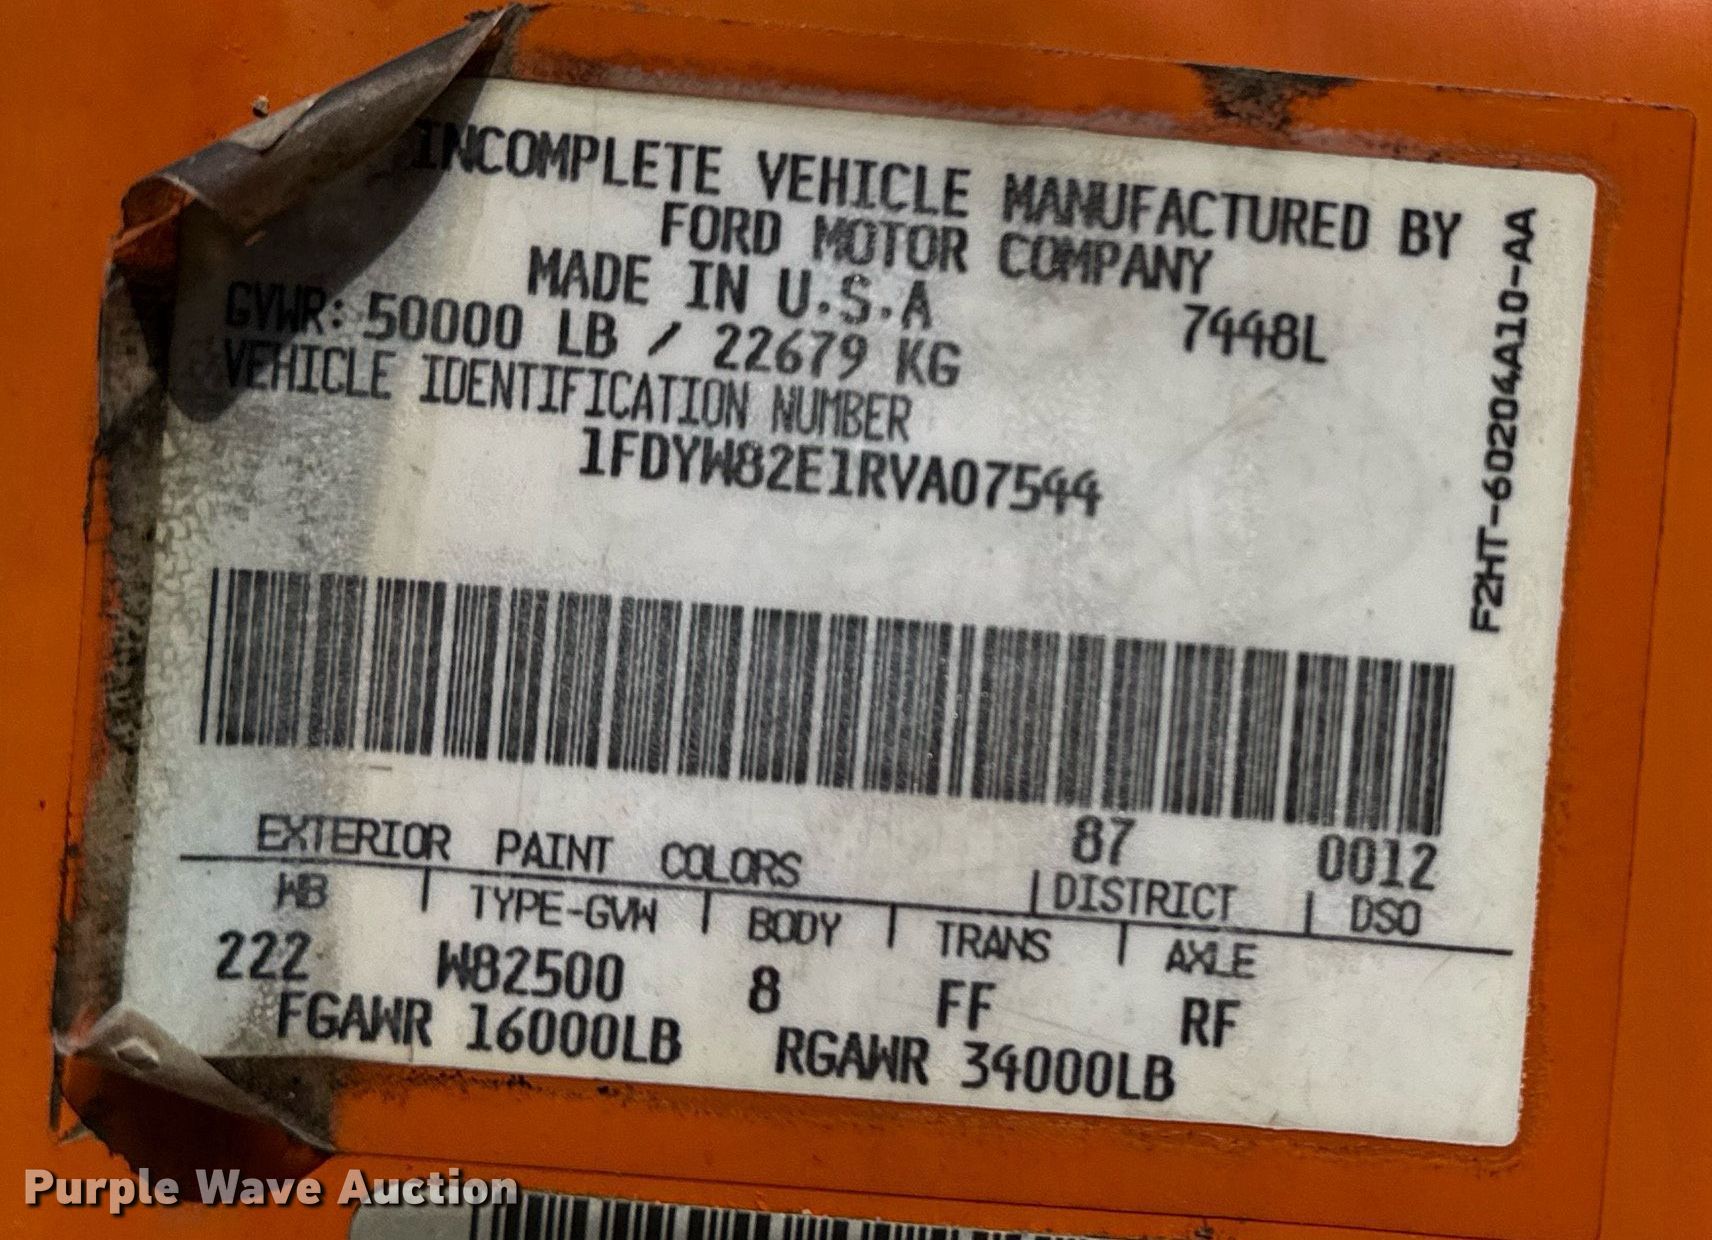 INCOMPLETE VEHICLE MANUFACTURED BY
FORD MOTOR COMPANY
MADE IN U.S.A
7448L
GVWR: 50000 LB / 22679 KG
VEHICLE IDENTIFICATION NUMBER
1FDYW82E1RVA07544
F2HT-60204A10-AA
87 0012
EXTERIOR PAINT COLORS | DISTRICT | DSO
WB | TYPE-GVW | BODY | TRANS | AXLE
222 W82500 8 FF RF
FGAWR 16000LB RGAWR 34000LB
Purple Wave Auction